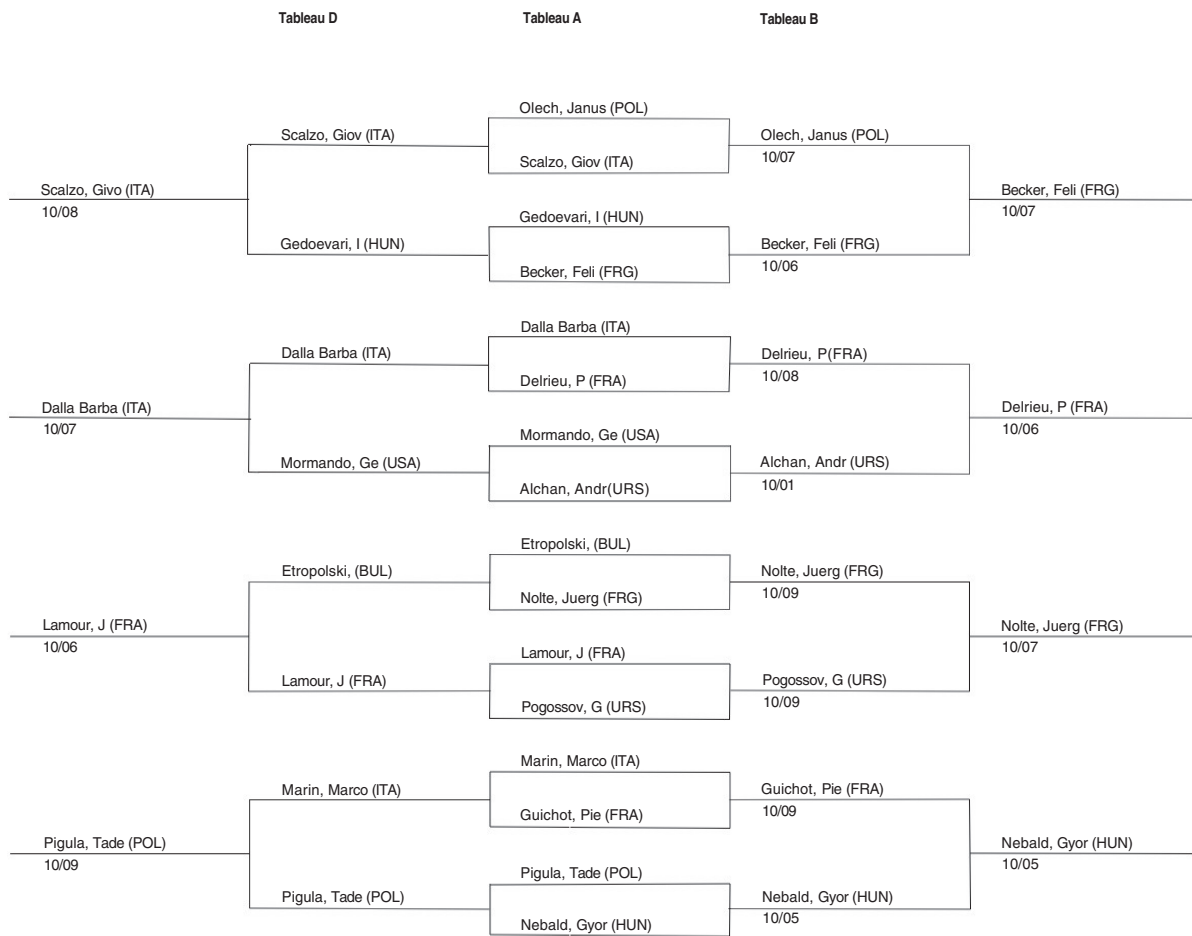 Tableau D Tableau A Tableau B
Olech, Janus (POL)
Scalzo, Giov (ITA) Olech, Janus (POL)
10/07
Scalzo, Giov (ITA)
Scalzo, Givo (ITA) Becker, Feli (FRG)
10/08 10/07
Gedoevari, I (HUN)
Gedoevari, I (HUN) Becker, Feli (FRG)
10/06
Becker, Feli (FRG)
Dalla Barba (ITA)
Dalla Barba (ITA) Delrieu, P(FRA)
10/08
Delrieu, P (FRA)
Dalla Barba (ITA) Delrieu, P (FRA)
10/07 10/06
Mormando, Ge (USA)
Mormando, Ge (USA) Alchan, Andr (URS)
10/01
Alchan, Andr(URS)
Etropolski, (BUL)
Etropolski, (BUL) Nolte, Juerg (FRG)
10/09
Nolte, Juerg (FRG)
Lamour, J (FRA) Nolte, Juerg (FRG)
10/06 10/07
Lamour, J (FRA)
Lamour, J (FRA) Pogossov, G (URS)
10/09
Pogossov, G (URS)
Marin, Marco (ITA)
Marin, Marco (ITA) Guichot, Pie (FRA)
10/09
Guichot, Pie (FRA)
Pigula, Tade (POL) Nebald, Gyor (HUN)
10/09 10/05
Pigula, Tade (POL)
Pigula, Tade (POL) Nebald, Gyor (HUN)
10/05
Nebald, Gyor (HUN)